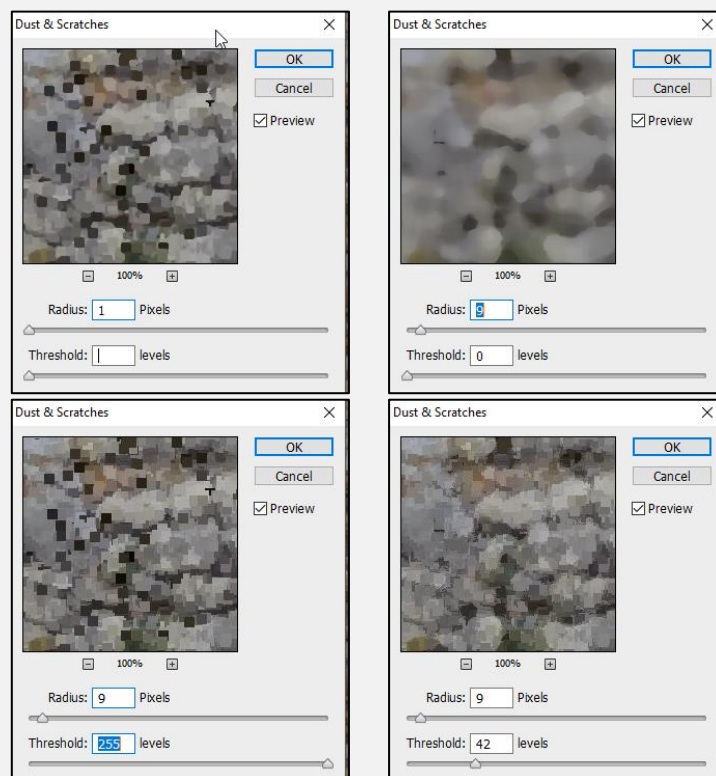 Dust & Scratches
OK
Cancel
Preview
100%
Radius: 1 Pixels
Threshold: levels
Dust & Scratches
OK
Cancel
Preview
100%
Radius: 9 Pixels
Threshold: 0 levels
Dust & Scratches
OK
Cancel
Preview
100%
Radius: 9 Pixels
Threshold: 255 levels
Dust & Scratches
OK
Cancel
Preview
100%
Radius: 9 Pixels
Threshold: 42 levels